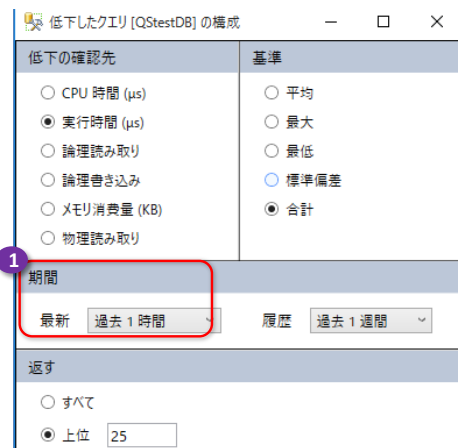 低下したクエリ [QStestDB] の構成
低下の確認先
基準
CPU 時間 (μs)
平均
実行時間 (μs)
最大
論理読み取り
最低
論理書き込み
標準偏差
メモリ消費量 (KB)
合計
物理読み取り
1
期間
最新 過去 1 時間 履歴 過去 1 週間
返す
すべて
上位 25